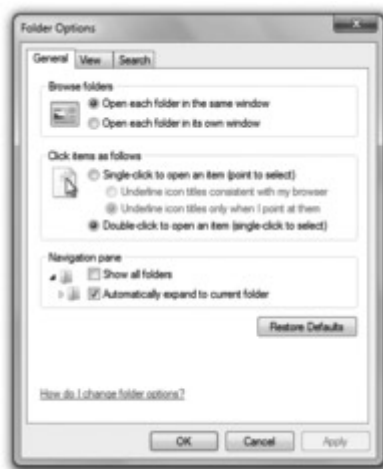 Folder Options
General View Search
Browse folders
Open each folder in the same window
Open each folder in its own window
Click items as follows
Single-click to open an item (point to select)
Underline icon titles consistent with my browser
Underline icon titles only when I point at them
Double-click to open an item (single-click to select)
Navigation pane
Show all folders
Automatically expand to current folder
Restore Defaults
How do I change folder options?
OK Cancel Apply